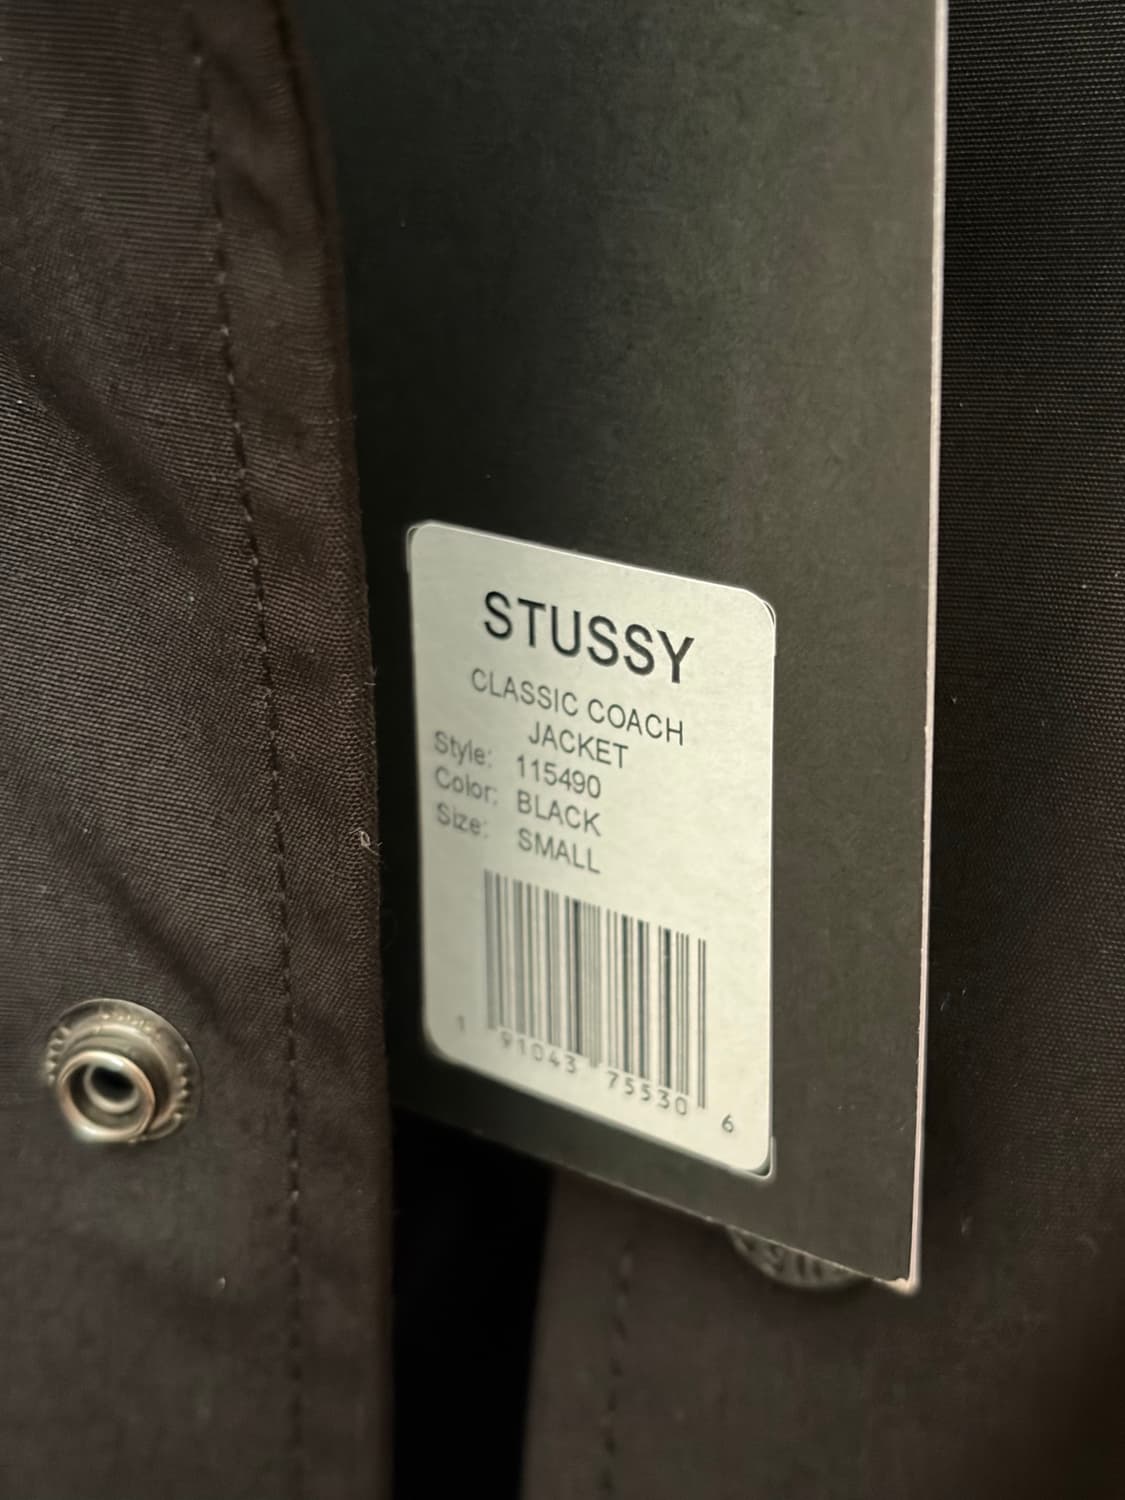 STUSSY
CLASSIC COACH
JACKET
Style: 115490
Color: BLACK
Size: SMALL
1 91043 75530 6